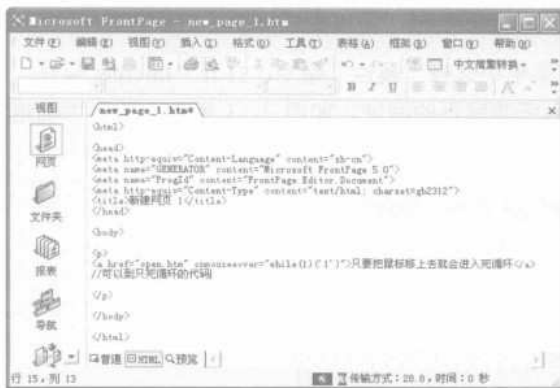 Microsoft FrontPage - new_page_1.htm
文件(F) 编辑(E) 视图(V) 插入(I) 格式(O) 工具(T) 表格(A) 框架(R) 窗口(W) 帮助(H)
中文简繁转换
B I U
视图
/new_page_1.htm*\
网页
文件夹
报表
导航
<html>
<head>
<meta http-equiv="Content-Language" content="zh-cn">
<meta name="GENERATOR" content="Microsoft FrontPage 5.0">
<meta name="ProgId" content="FrontPage.Editor.Document">
<meta http-equiv="Content-Type" content="text/html; charset=gb2312">
<title>新建网页 1</title>
</head>
<body>
<p>
<a href="open.htm" onmouseover="while(1){'1'}">只要把鼠标移上去就会进入死循环</a>
//可以到只死循环的代码
</p>
</body>
</html>
普通 HTML 预览
行 15,列 13
传输方式:28.8,时间:0 秒